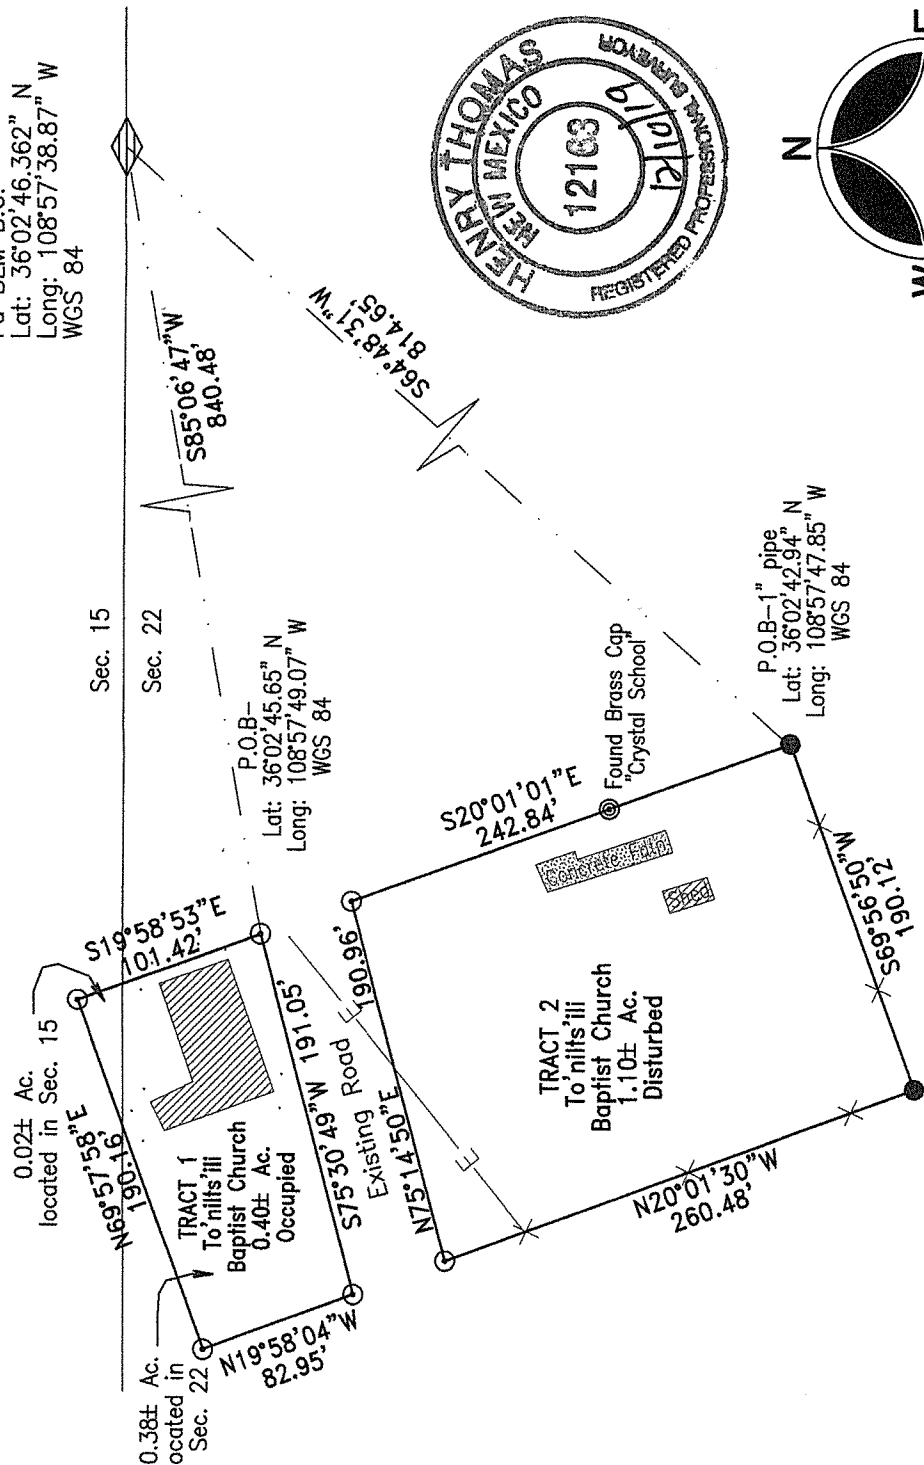 Lat: 36°02'46.362" N
Long: 108°57'38.87" W
WGS 84
Sec. 15
Sec. 22
S85°06'47"W
840.48'
S64°48'31"W
814.65'
HENRY THOMAS
NEW MEXICO
12163
12/10/19
REGISTERED PROFESSIONAL SURVEYOR
N
W
0.02± Ac.
located in Sec. 15
S19°58'53"E
101.42'
P.O.B-
Lat: 36°02'45.65" N
Long: 108°57'49.07" W
WGS 84
N69°57'58"E
190.16'
TRACT 1
To'nilts'ili
Baptist Church
0.40± Ac.
Occupied
0.38± Ac.
ocated in
Sec. 22
N19°58'04"W
82.95'
S75°30'49"W 191.05'
Existing Road
E
E
N75°14'50"E 190.96'
S20°01'01"E
242.84'
Found Brass Cap
"Crystal School"
Concrete Fdtn
Shed
TRACT 2
To'nilts'ili
Baptist Church
1.10± Ac.
Disturbed
P.O.B-1" pipe
Lat: 36°02'42.94" N
Long: 108°57'47.85" W
WGS 84
S69°56'50"W
190.12'
N20°01'30"W
260.48'